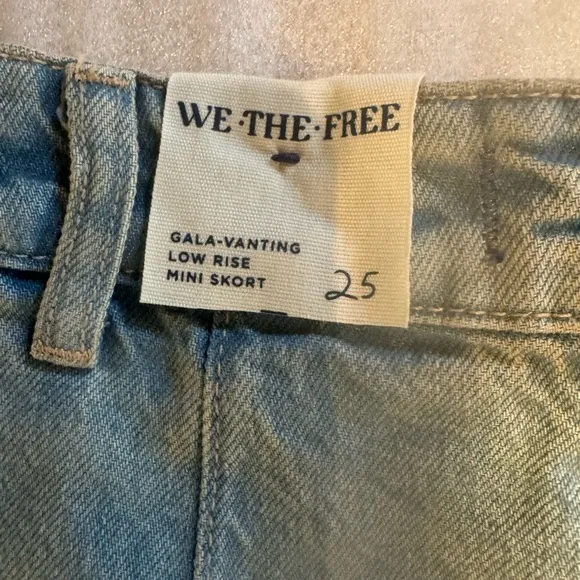 WE·THE·FREE
GALA-VANTING
LOW RISE
MINI SKORT
25